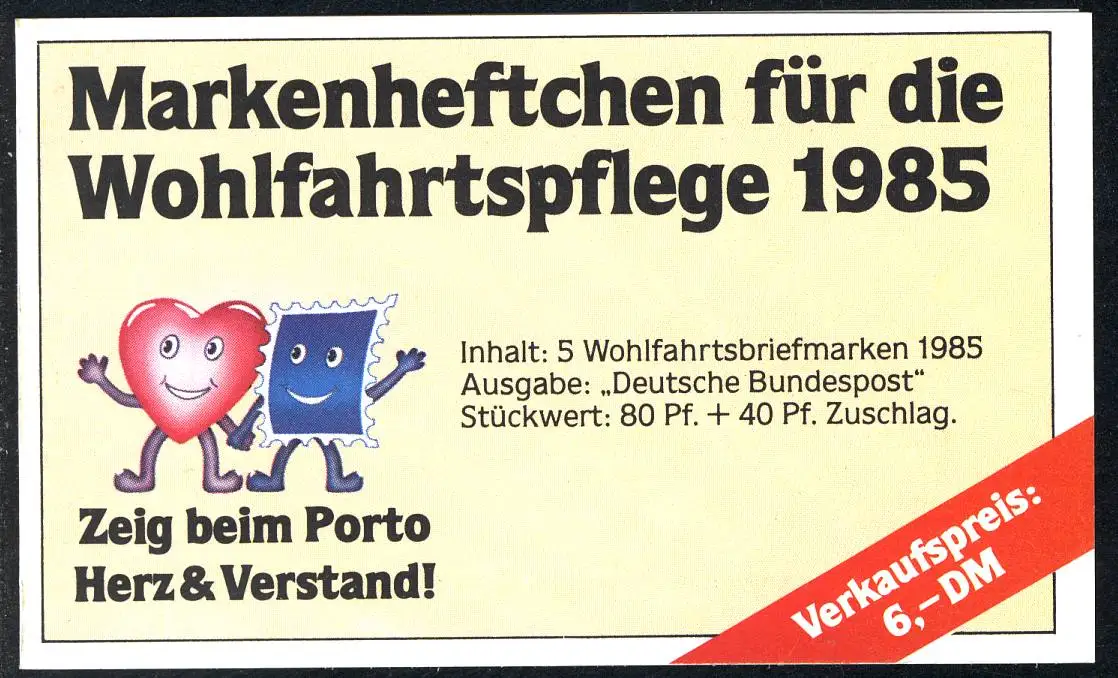 Markenheftchen für die
Wohlfahrtspflege 1985
Inhalt: 5 Wohlfahrtsbriefmarken 1985
Ausgabe: „Deutsche Bundespost“
Stückwert: 80 Pf. + 40 Pf. Zuschlag.
Zeig beim Porto
Herz & Verstand!
Verkaufspreis:
6,– DM